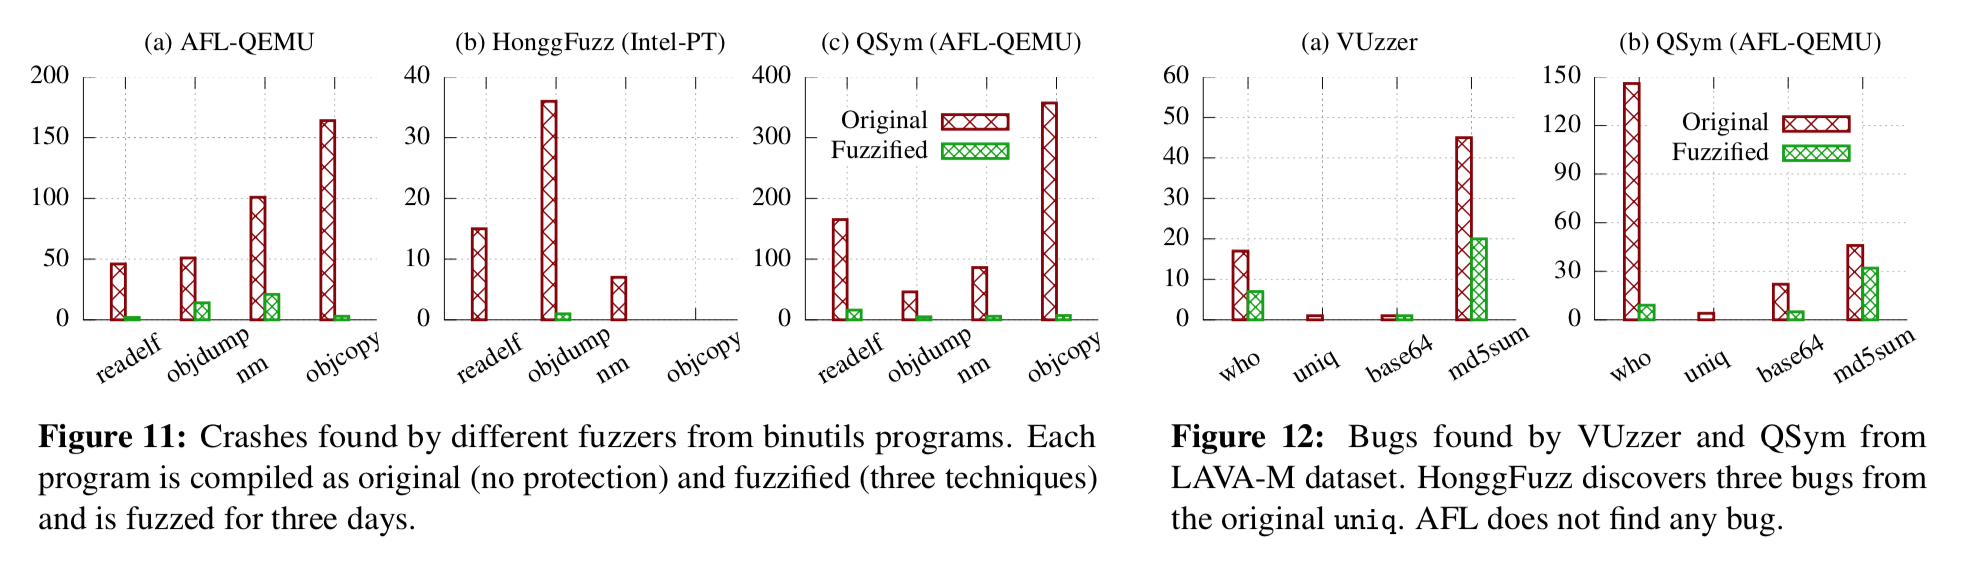 (a) AFL-QEMU
200
150
100
50
0
readelf
objdump
nm
objcopy
(b) HonggFuzz (Intel-PT)
40
30
20
10
0
readelf
objdump
nm
objcopy
(c) QSym (AFL-QEMU)
400
300
200
100
0
Original
Fuzzified
readelf
objdump
nm
objcopy
Figure 11: Crashes found by different fuzzers from binutils programs. Each
program is compiled as original (no protection) and fuzzified (three techniques)
and is fuzzed for three days.
(a) VUzzer
60
50
40
30
20
10
0
who
uniq
base64
md5sum
(b) QSym (AFL-QEMU)
150
120
90
60
30
0
Original
Fuzzified
who
uniq
base64
md5sum
Figure 12: Bugs found by VUzzer and QSym from
LAVA-M dataset. HonggFuzz discovers three bugs from
the original uniq. AFL does not find any bug.